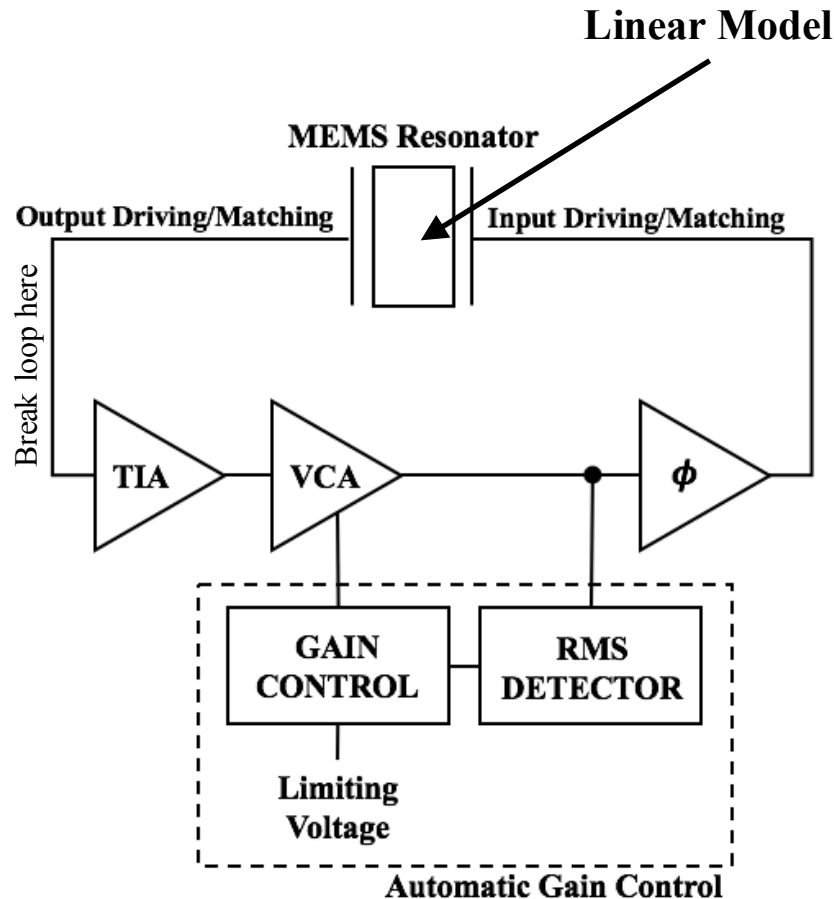 Linear Model
MEMS Resonator
Output Driving/Matching
Input Driving/Matching
Break loop here
TIA
VCA
ϕ
GAIN
CONTROL
RMS
DETECTOR
Limiting
Voltage
Automatic Gain Control